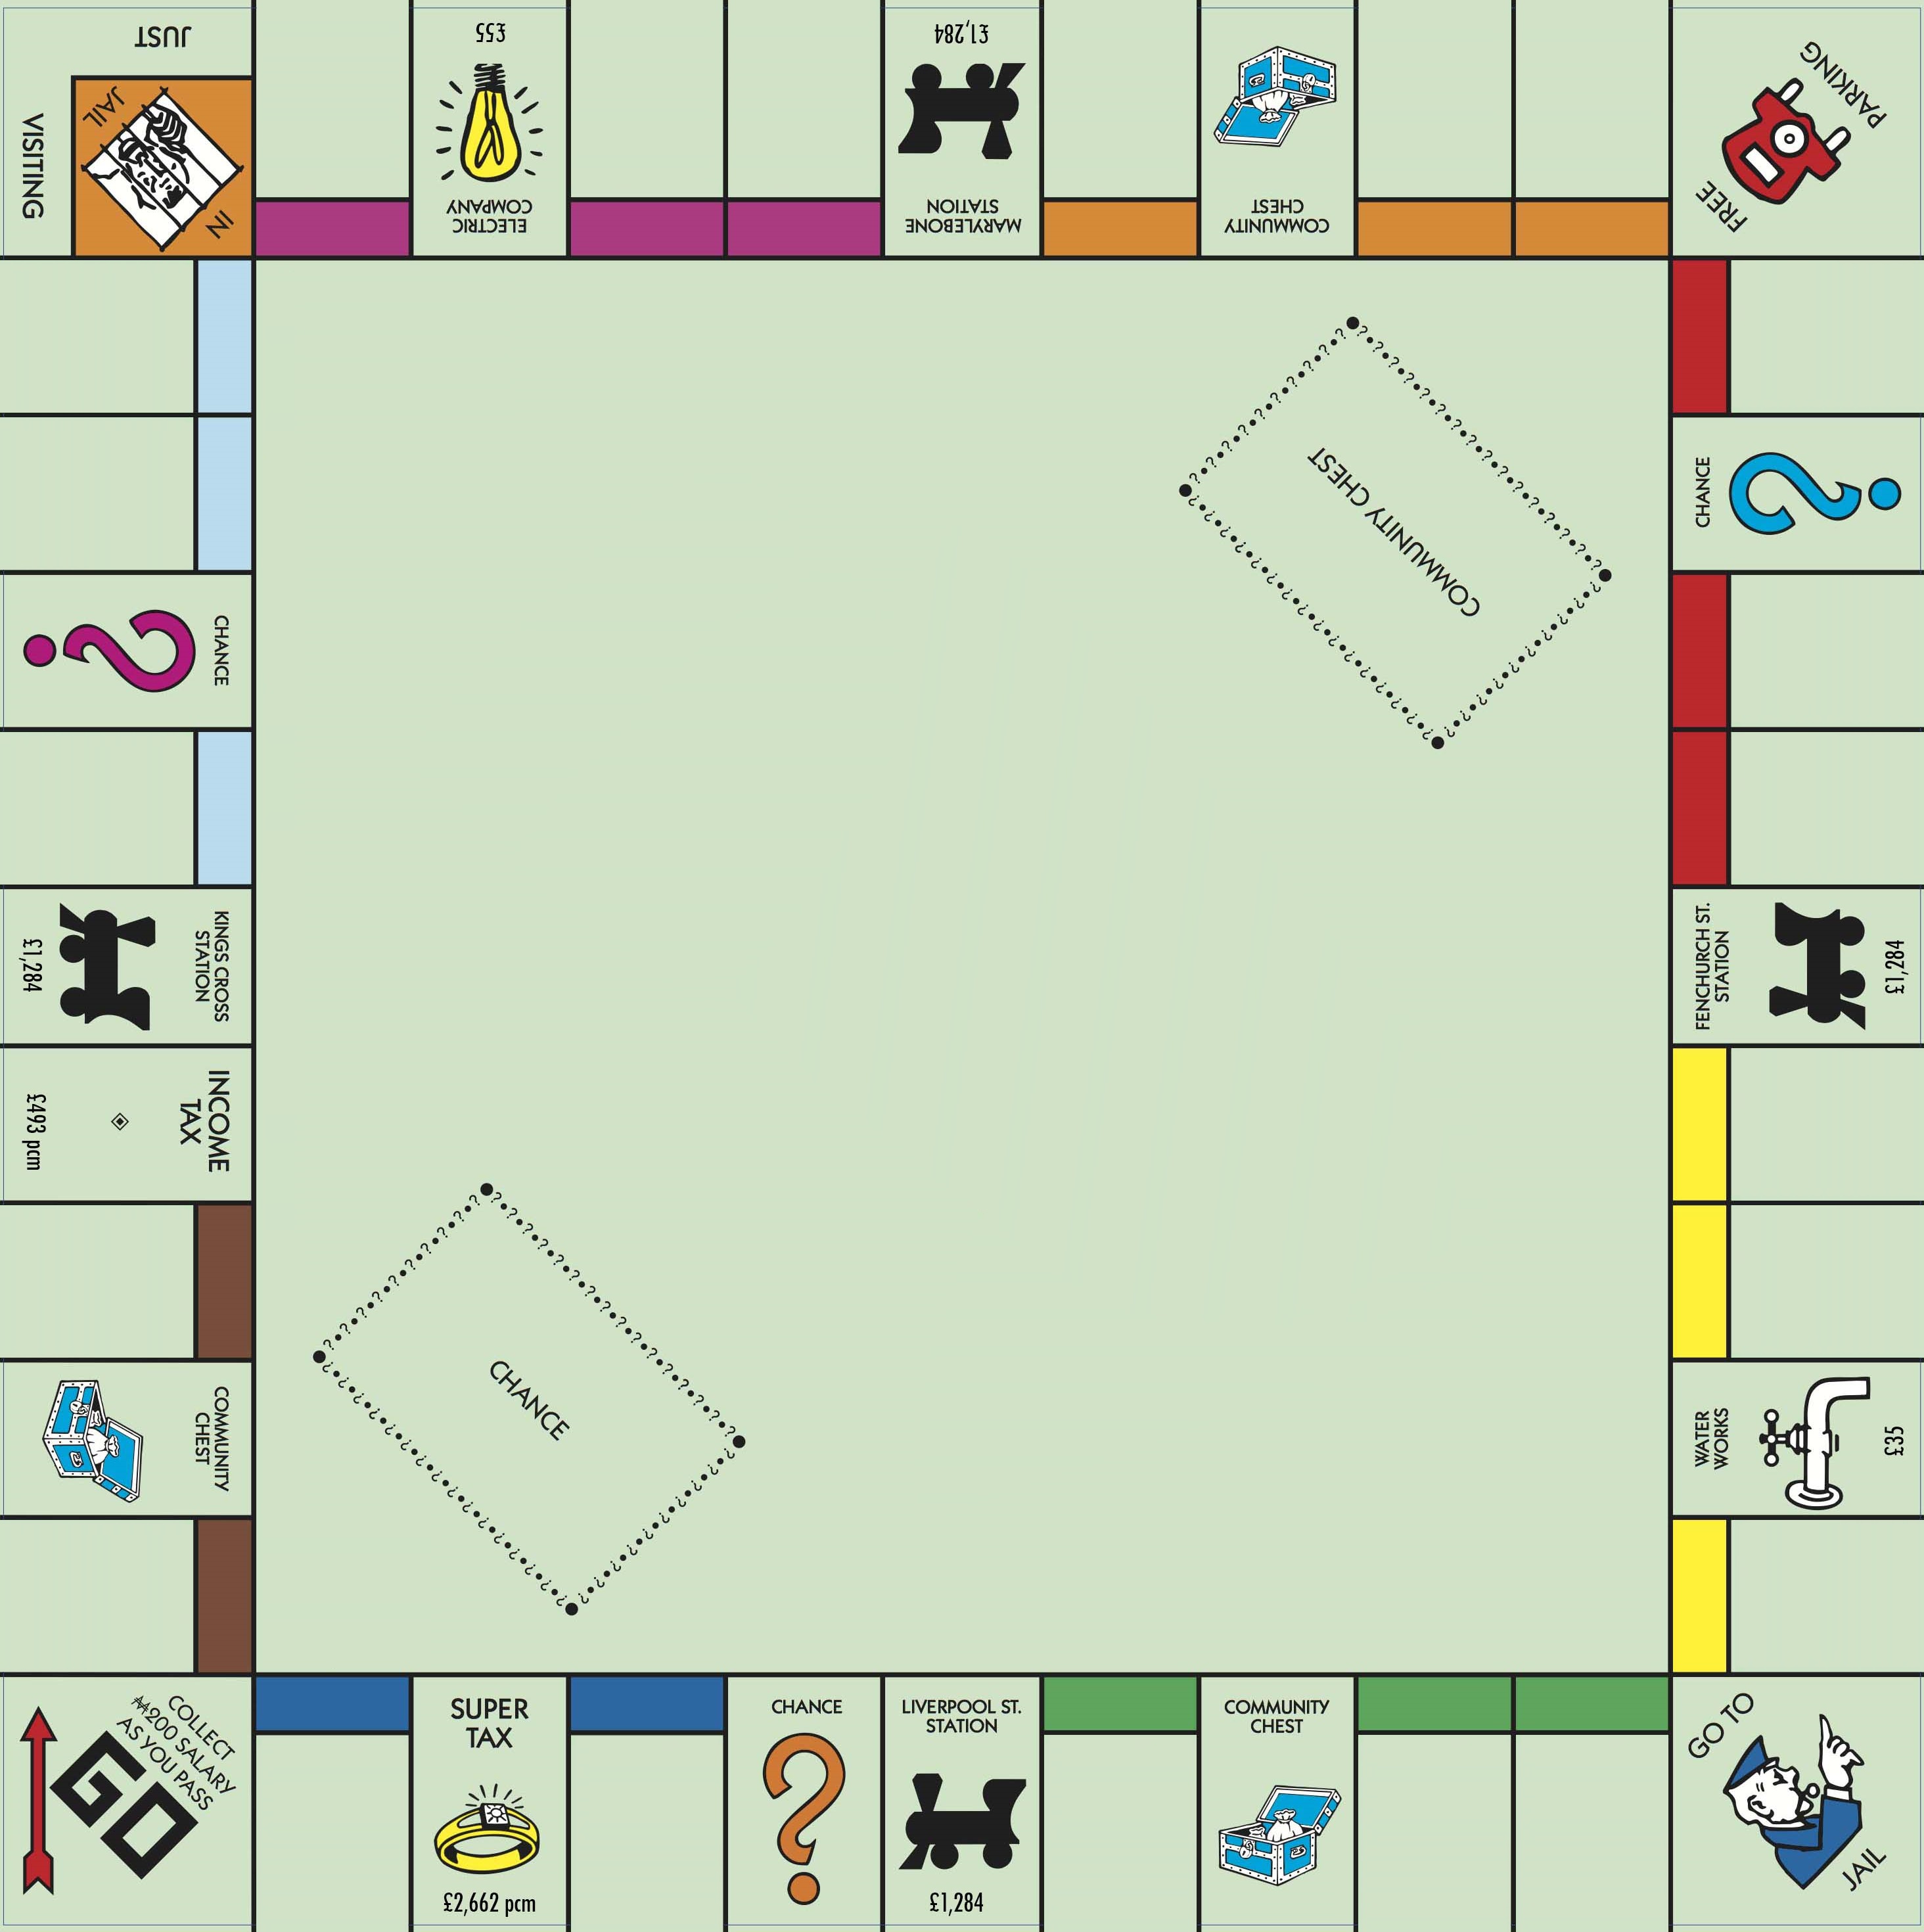 JUST
VISITING
IN
JAIL
£55
ELECTRIC
COMPANY
£1,284
MARYLEBONE
STATION
COMMUNITY
CHEST
FREE
PARKING
CHANCE
FENCHURCH ST.
STATION
£1,284
WATER
WORKS
£35
GO TO
JAIL
COMMUNITY
CHEST
LIVERPOOL ST.
STATION
£1,284
CHANCE
SUPER
TAX
£2,662 pcm
COLLECT
₩200 SALARY
AS YOU PASS
GO
COMMUNITY
CHEST
INCOME
TAX
£493 pcm
KINGS CROSS
STATION
£1,284
CHANCE
COMMUNITY CHEST
CHANCE